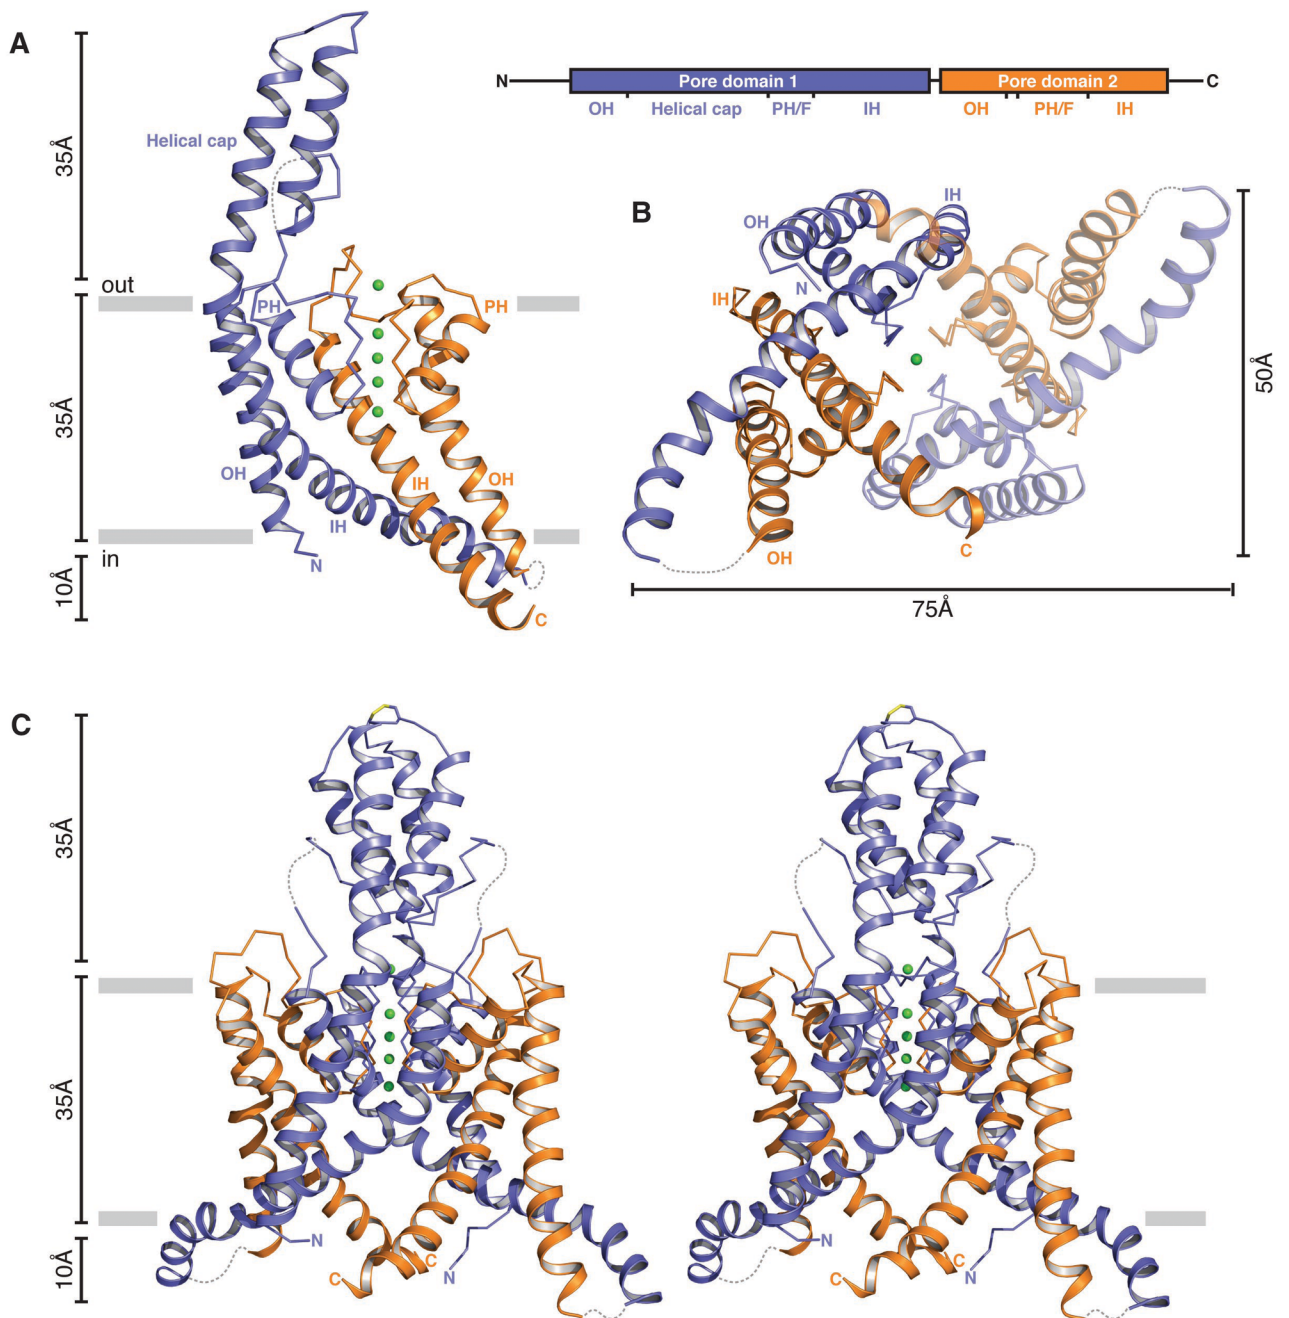 A
N
Pore domain 1
Pore domain 2
C
OH
Helical cap
PH/F
IH
OH
PH/F
IH
35Å
Helical cap
out
PH
PH
35Å
OH
IH
IH
OH
in
N
10Å
C
B
OH
IH
N
IH
50Å
OH
C
75Å
C
35Å
35Å
10Å
N
C
C
N
N
C
C
N